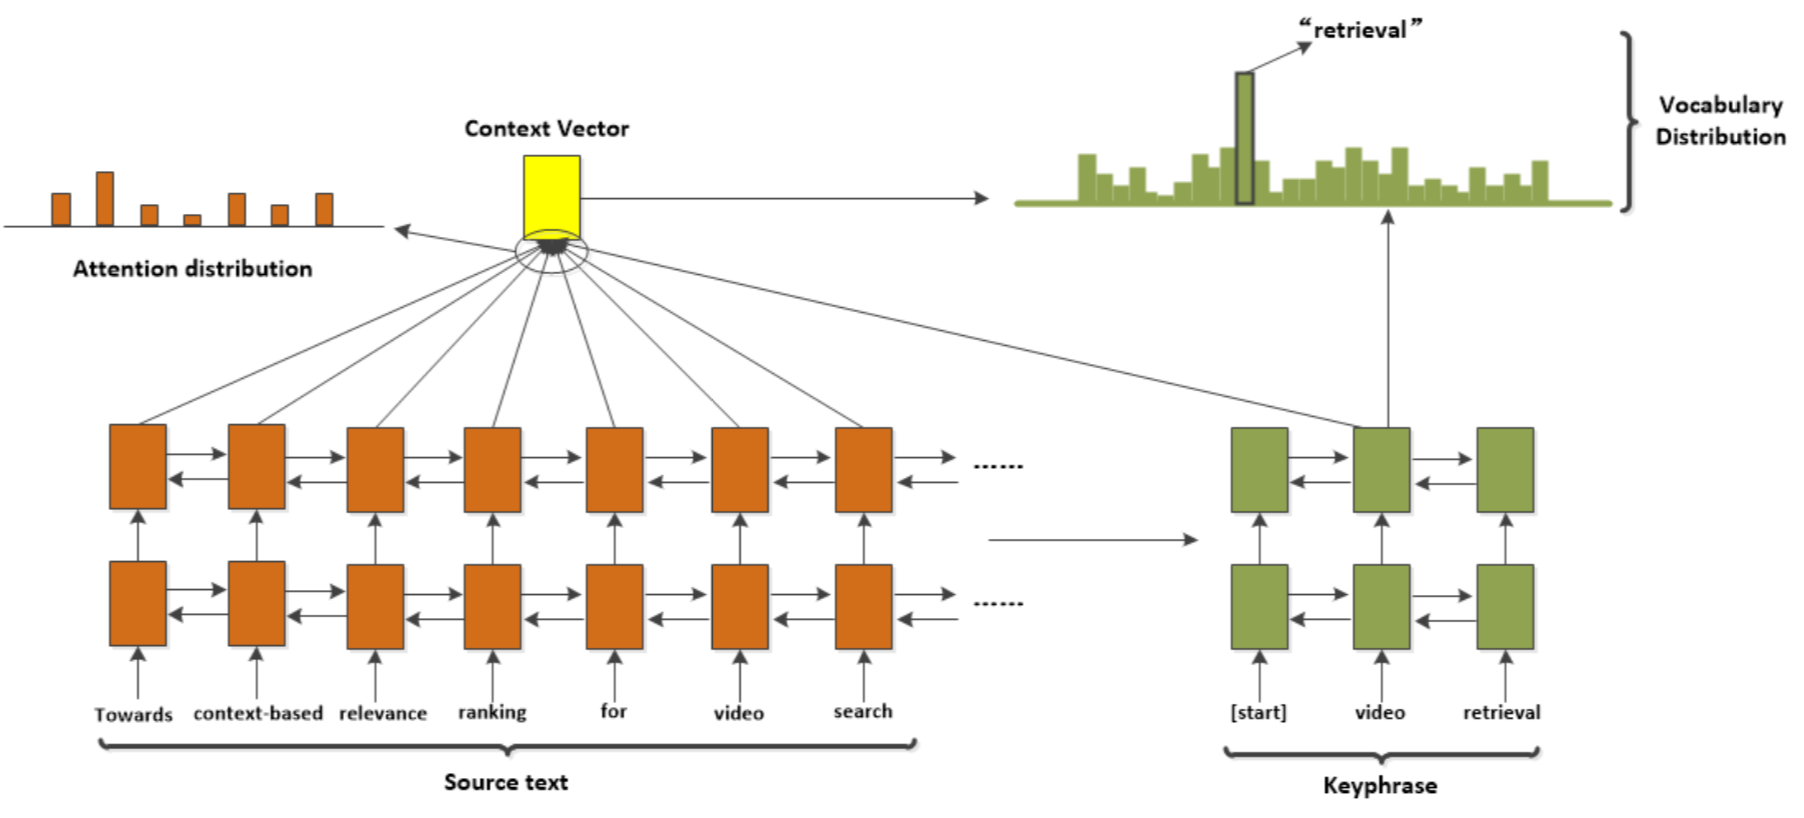 “retrieval”
Vocabulary
Distribution
Context Vector
Attention distribution
......
......
Towards context-based relevance ranking for video search
[start] video retrieval
Source text
Keyphrase